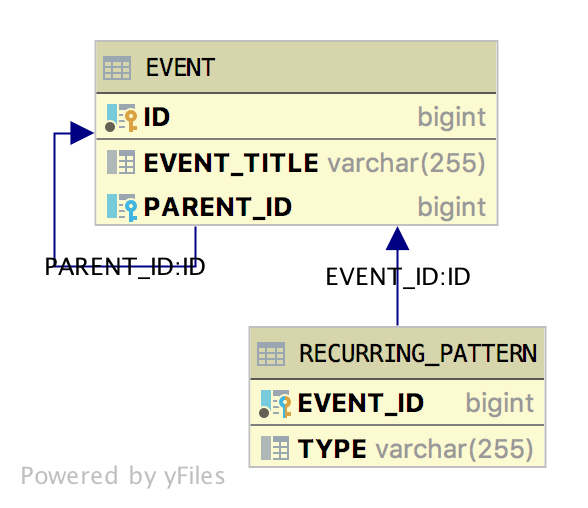 EVENT
ID bigint
EVENT_TITLE varchar(255)
PARENT_ID bigint
PARENT_ID:ID
EVENT_ID:ID
RECURRING_PATTERN
EVENT_ID bigint
TYPE varchar(255)
Powered by yFiles